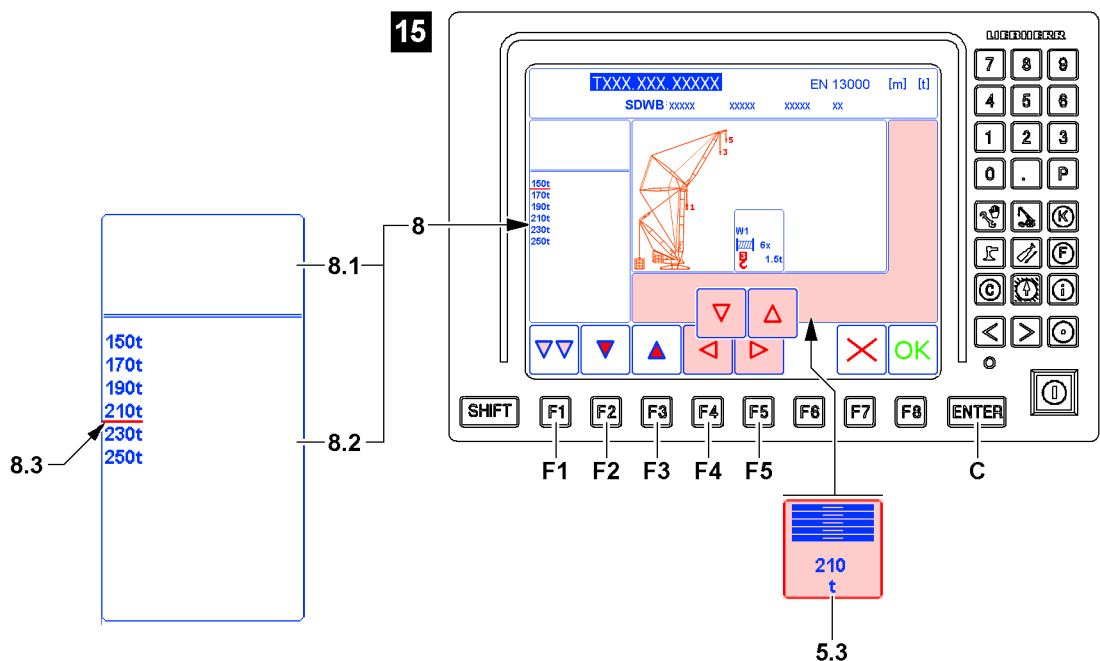 15
LIEBHERR
TXXX.XXX.XXXXX EN 13000 [m] [t]
SDWB: xxxxx xxxxx xxxxx xx
150t
170t
190t
210t
230t
250t
5
3
1
W1
6x
3
1.5t
OK
7 8 9
4 5 6
1 2 3
0 . P
K
F
C i
< >
SHIFT F1 F2 F3 F4 F5 F6 F7 F8 ENTER
F1 F2 F3 F4 F5 C
8
8.1
8.2
8.3
150t
170t
190t
210t
230t
250t
210
t
5.3